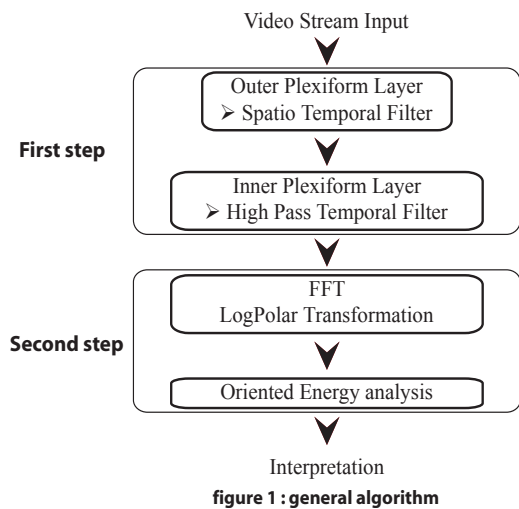 Video Stream Input
Outer Plexiform Layer
➢ Spatio Temporal Filter
First step
Inner Plexiform Layer
➢ High Pass Temporal Filter
FFT
LogPolar Transformation
Second step
Oriented Energy analysis
Interpretation
figure 1 : general algorithm